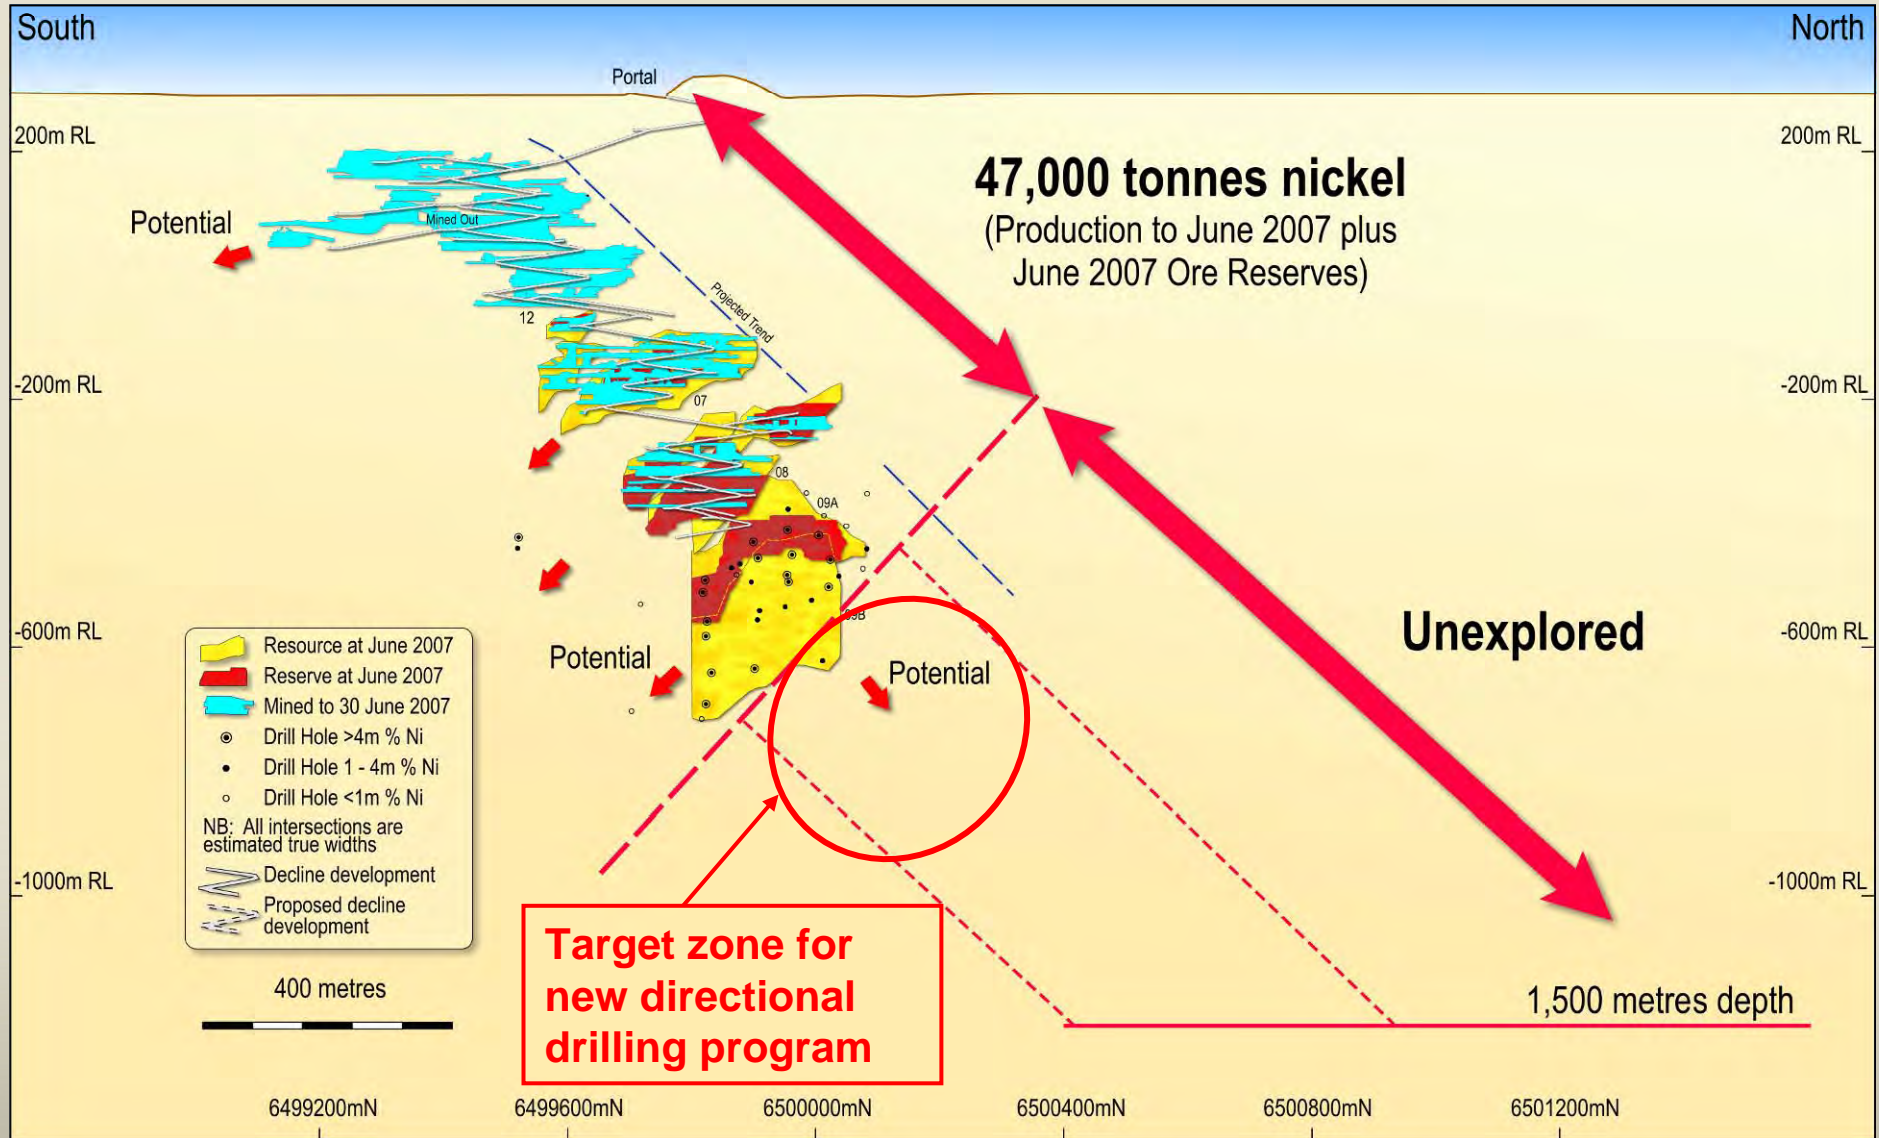 South
North
Portal
200m RL
200m RL
47,000 tonnes nickel
(Production to June 2007 plus
June 2007 Ore Reserves)
Potential
Mined Out
Projected Trend
12
-200m RL
-200m RL
07
08
09A
09B
-600m RL
-600m RL
Unexplored
Potential
Potential
Resource at June 2007
Reserve at June 2007
Mined to 30 June 2007
Drill Hole >4m % Ni
Drill Hole 1 - 4m % Ni
Drill Hole <1m % Ni
NB: All intersections are
estimated true widths
Decline development
Proposed decline
development
-1000m RL
-1000m RL
Target zone for
new directional
drilling program
400 metres
1,500 metres depth
6499200mN
6499600mN
6500000mN
6500400mN
6500800mN
6501200mN